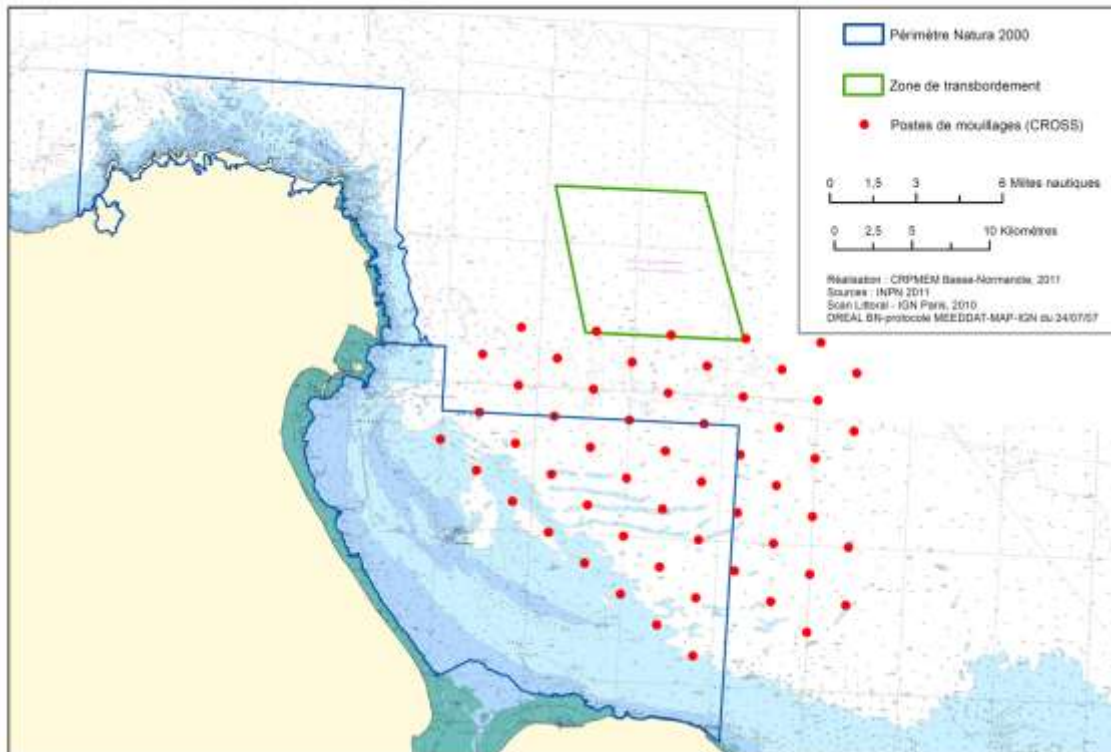 Périmètre Natura 2000
Zone de transbordement
Postes de mouillages (CROSS)
0 1,5 3 6 Milles nautiques
0 2,5 5 10 Kilomètres
Réalisation : CRPMEM Basse-Normandie, 2011
Sources : INPN 2011
Scan Littoral - IGN Paris, 2010
DREAL BN-protocole MEEDDAT-MAP-IGN du 24/07/07